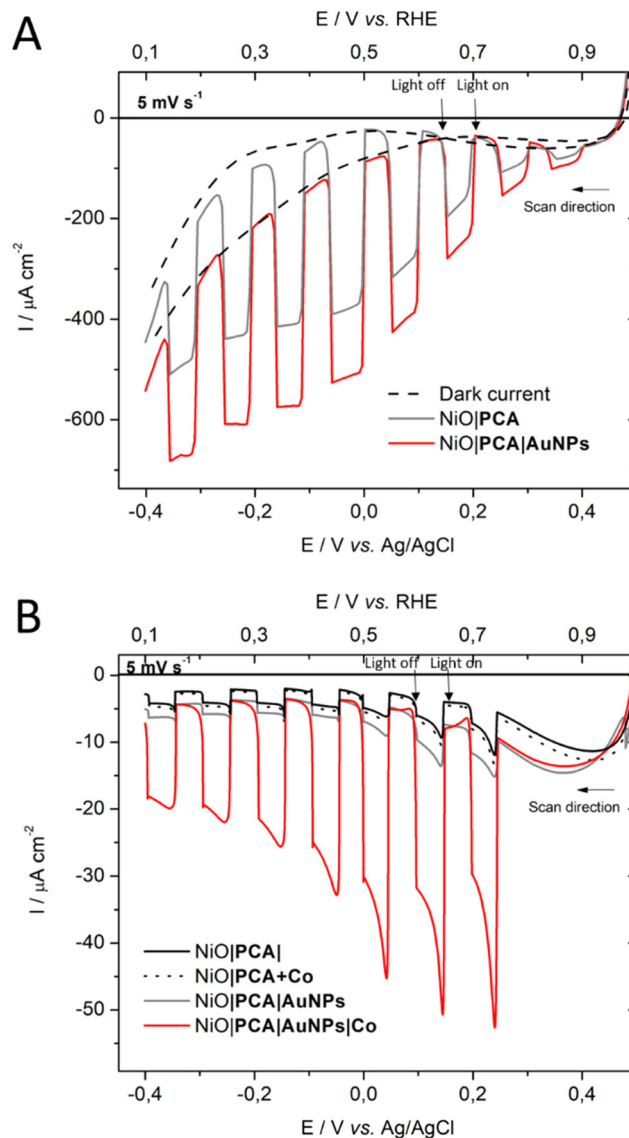 A
E / V vs. RHE
0,1 0,3 0,5 0,7 0,9
Light off Light on
5 mV s⁻¹
Scan direction
0
-200
-400
-600
I / µA cm⁻²
Dark current
NiO|PCA
NiO|PCA|AuNPs
-0,4 -0,2 0,0 0,2 0,4
E / V vs. Ag/AgCl
B
E / V vs. RHE
0,1 0,3 0,5 0,7 0,9
5 mV s⁻¹
Light off Light on
Scan direction
0
-10
-20
-30
-40
-50
I / µA cm⁻²
NiO|PCA|
NiO|PCA+Co
NiO|PCA|AuNPs
NiO|PCA|AuNPs|Co
-0,4 -0,2 0,0 0,2 0,4
E / V vs. Ag/AgCl